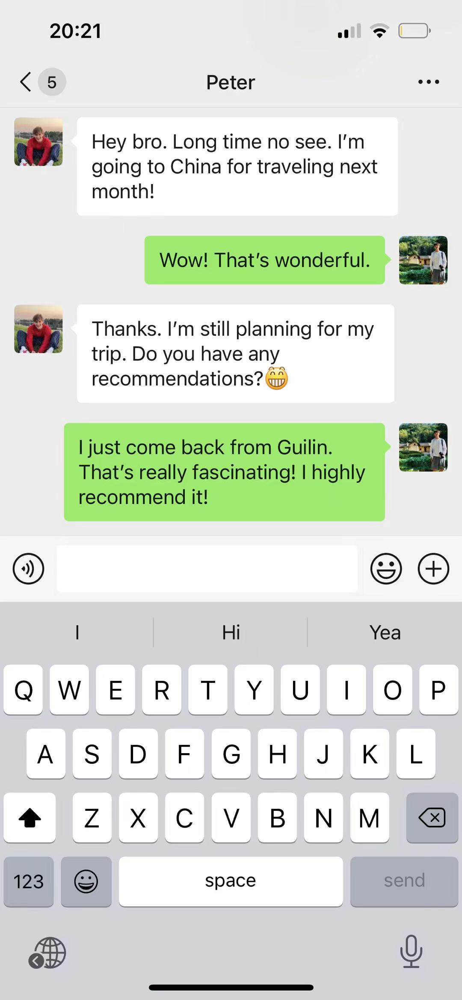 20:21
5
Peter
Hey bro. Long time no see. I’m
going to China for traveling next
month!
Wow! That’s wonderful.
Thanks. I’m still planning for my
trip. Do you have any
recommendations?😁
I just come back from Guilin.
That’s really fascinating! I highly
recommend it!
I Hi Yea
Q W E R T Y U I O P
A S D F G H J K L
Z X C V B N M
123 space send